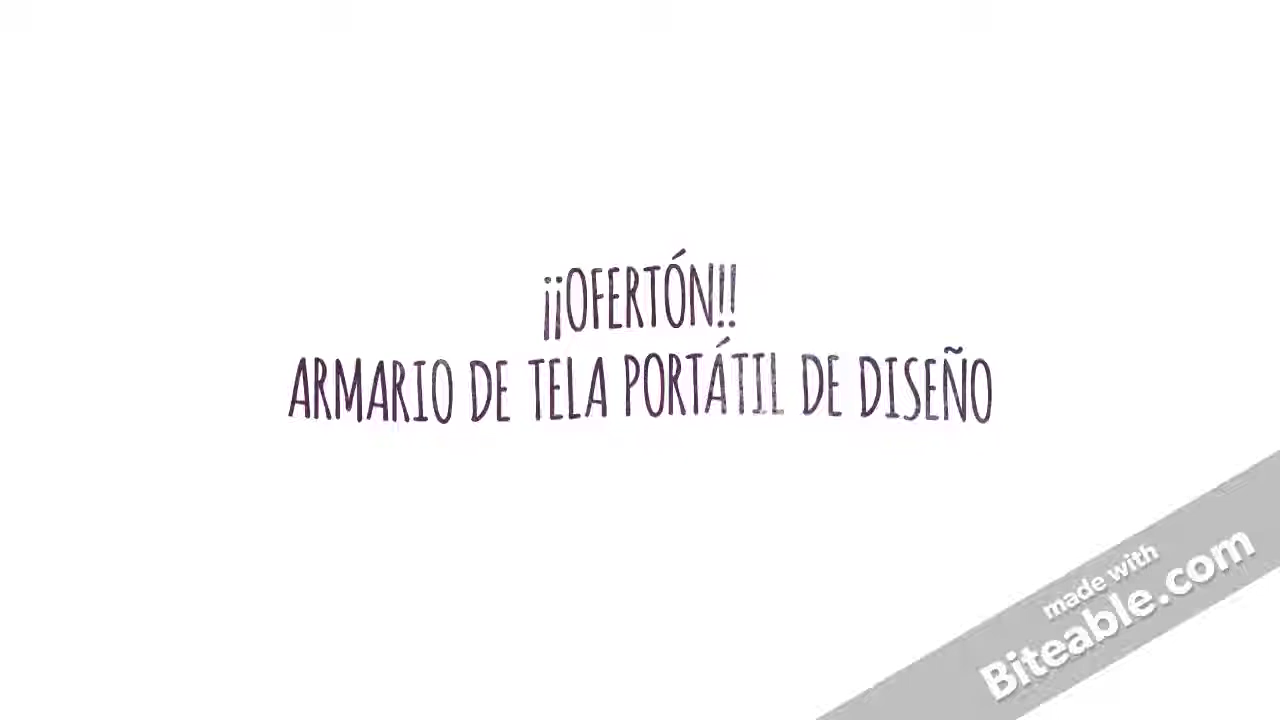 ¡¡OFERTÓN!!
ARMARIO DE TELA PORTÁTIL DE DISEÑO
made with
Biteable.com